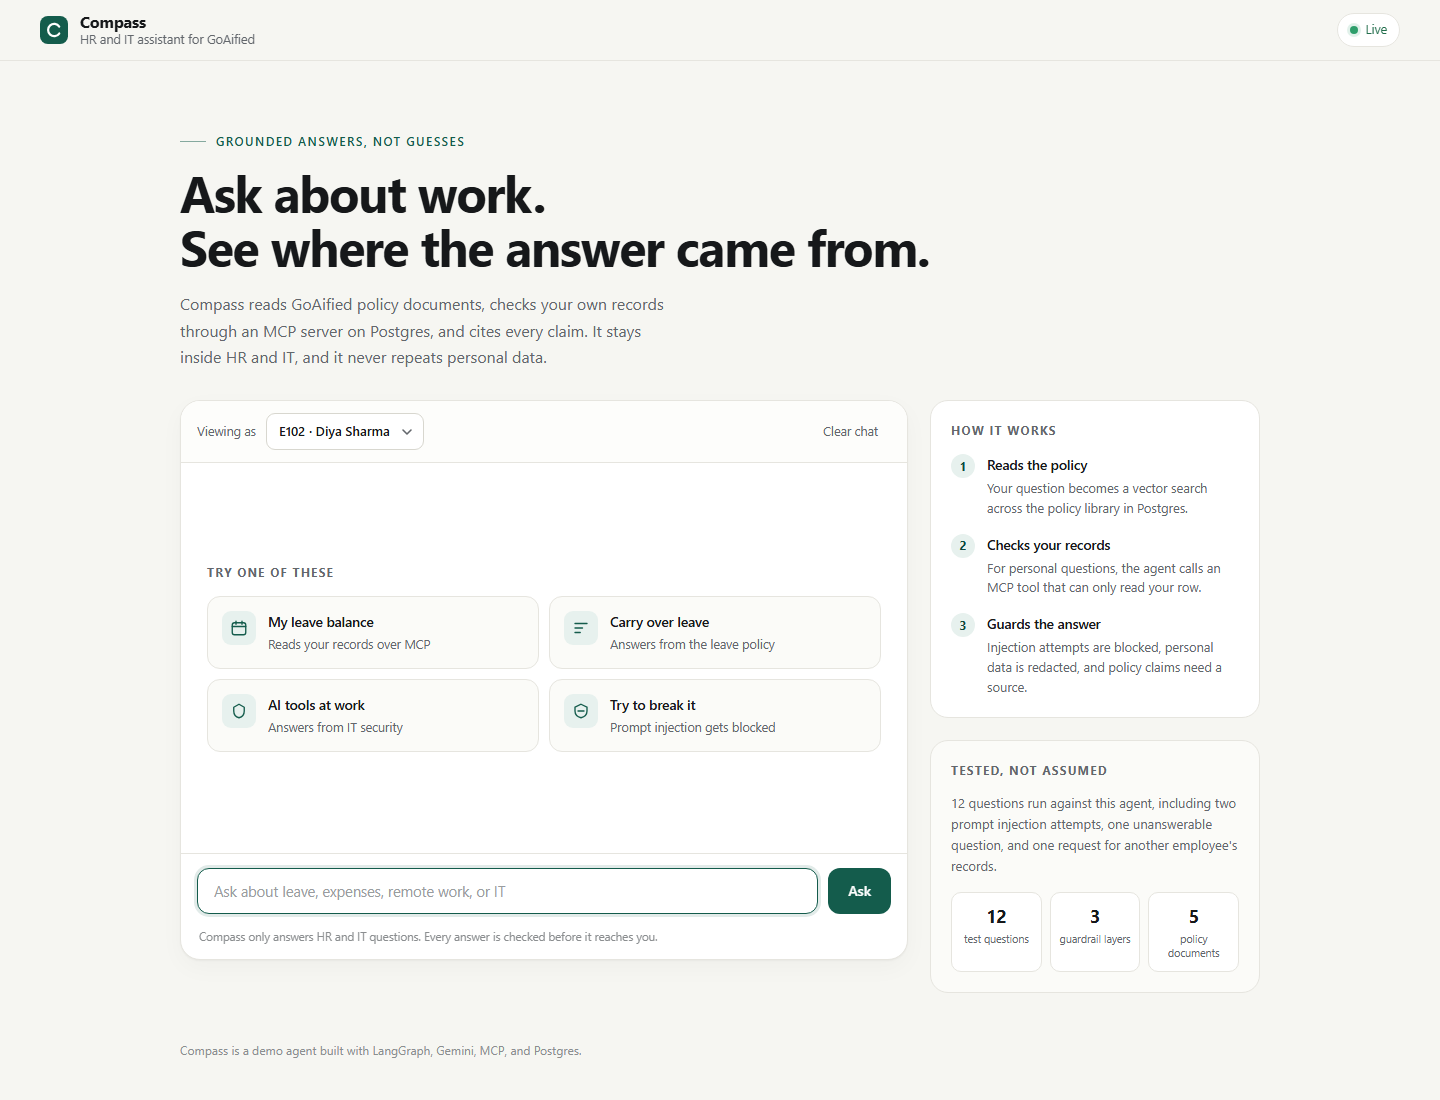 C
Compass
HR and IT assistant for GoAified
Live
GROUNDED ANSWERS, NOT GUESSES
Ask about work.
See where the answer came from.
Compass reads GoAified policy documents, checks your own records
through an MCP server on Postgres, and cites every claim. It stays
inside HR and IT, and it never repeats personal data.
Viewing as
E102 · Diya Sharma
Clear chat
TRY ONE OF THESE
My leave balance
Reads your records over MCP
Carry over leave
Answers from the leave policy
AI tools at work
Answers from IT security
Try to break it
Prompt injection gets blocked
Ask about leave, expenses, remote work, or IT
Ask
Compass only answers HR and IT questions. Every answer is checked before it reaches you.
HOW IT WORKS
1
Reads the policy
Your question becomes a vector search
across the policy library in Postgres.
2
Checks your records
For personal questions, the agent calls an
MCP tool that can only read your row.
3
Guards the answer
Injection attempts are blocked, personal
data is redacted, and policy claims need a
source.
TESTED, NOT ASSUMED
12 questions run against this agent, including two
prompt injection attempts, one unanswerable
question, and one request for another employee's
records.
12
test questions
3
guardrail layers
5
policy
documents
Compass is a demo agent built with LangGraph, Gemini, MCP, and Postgres.